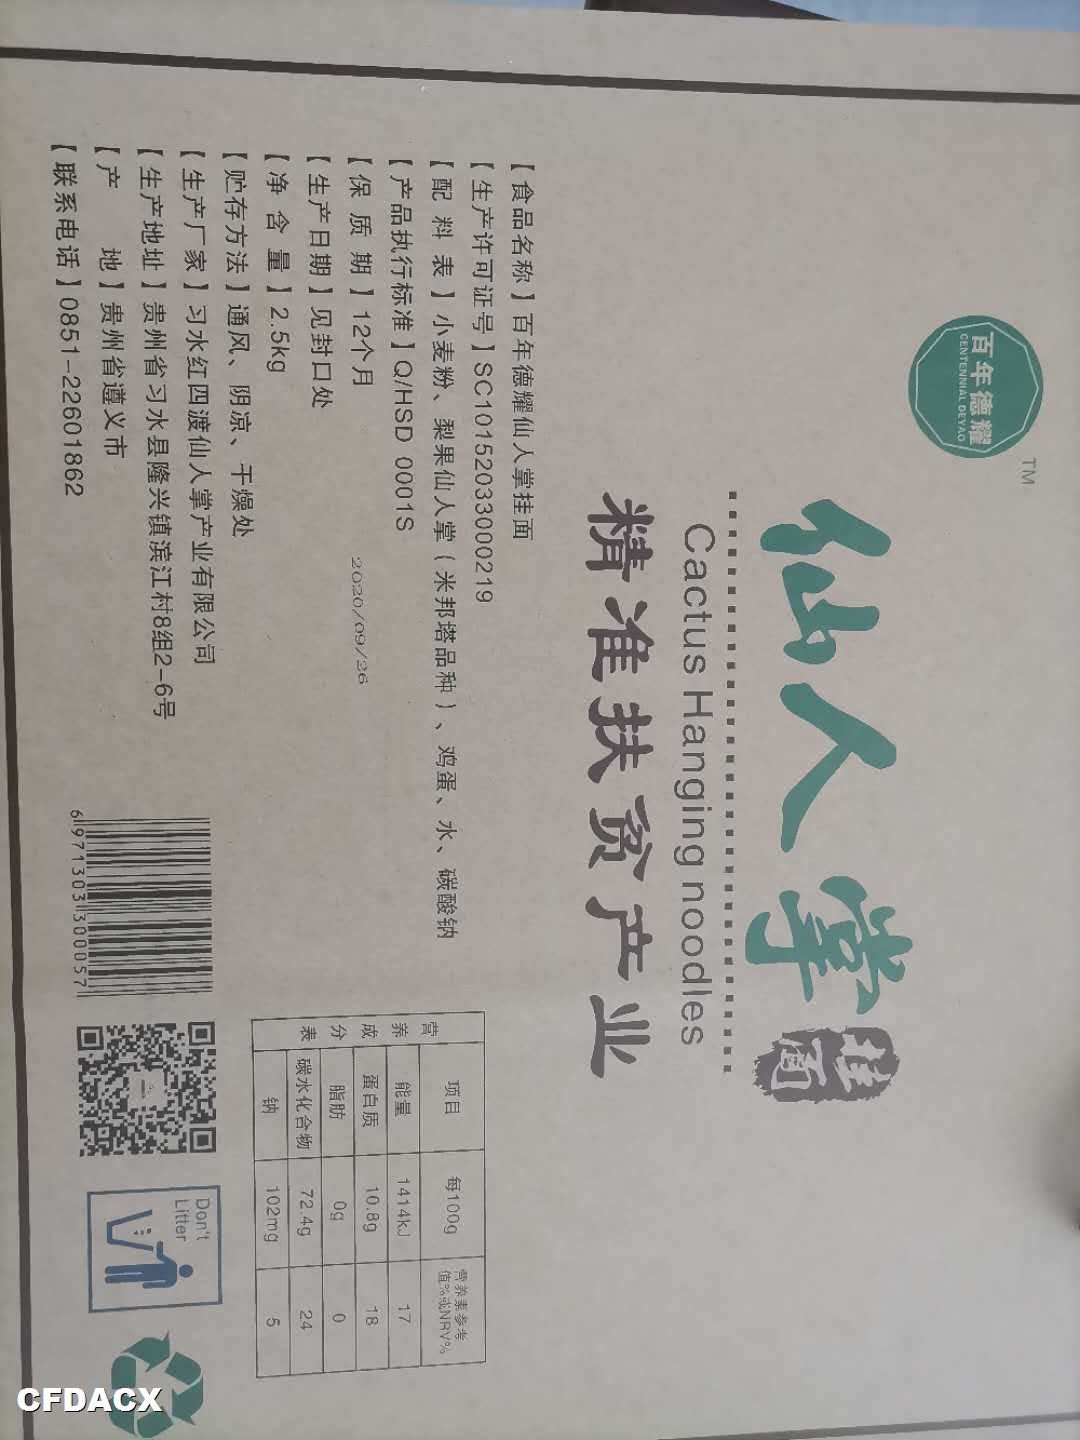 百年德耀
CENTENNIAL DEYAO
TM
仙人掌
挂面
Cactus Hanging noodles
精准扶贫产业
【食品名称】百年德耀仙人掌挂面
【生产许可证号】SC10152033000219
【配 料 表】小麦粉、梨果仙人掌(米邦塔品种)、鸡蛋、水、碳酸钠
【产品执行标准】Q/HSD 0001S
【保 质 期】12个月
2020/09/26
【生产日期】见封口处
【净 含 量】2.5kg
【贮存方法】通风、阴凉、干燥处
【生产厂家】习水红四渡仙人掌产业有限公司
【生产地址】贵州省习水县隆兴镇滨江村8组2-6号
【产 地】贵州省遵义市
【联系电话】0851-22601862
营养成分表
项目 每100g 营养素参考值%或NRV%
能量 1414kJ 17
蛋白质 10.8g 18
脂肪 0g 0
碳水化合物 72.4g 24
钠 102mg 5
6971303300057
Don't
Litter
CFDACX